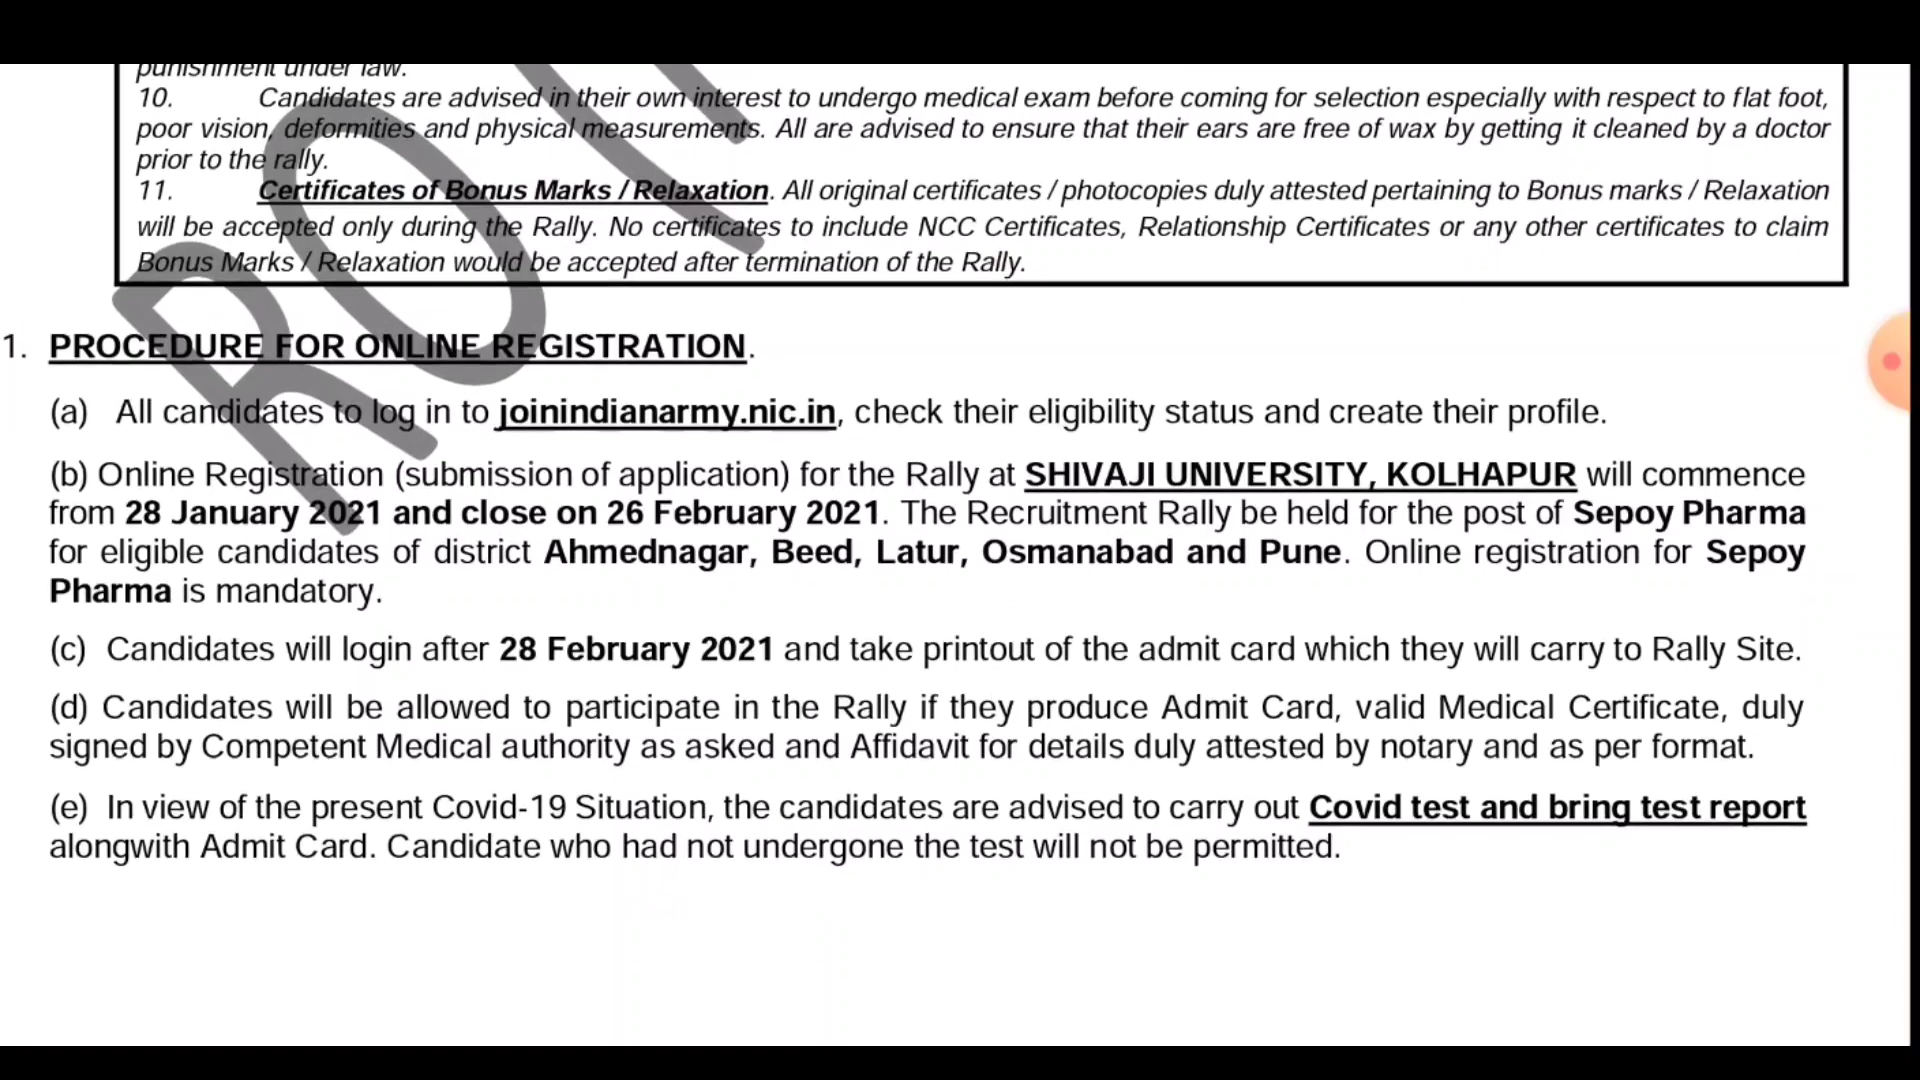 punishment under law.
10. Candidates are advised in their own interest to undergo medical exam before coming for selection especially with respect to flat foot,
poor vision, deformities and physical measurements. All are advised to ensure that their ears are free of wax by getting it cleaned by a doctor
prior to the rally.
11. Certificates of Bonus Marks / Relaxation. All original certificates / photocopies duly attested pertaining to Bonus marks / Relaxation
will be accepted only during the Rally. No certificates to include NCC Certificates, Relationship Certificates or any other certificates to claim
Bonus Marks / Relaxation would be accepted after termination of the Rally.
1. PROCEDURE FOR ONLINE REGISTRATION.
(a) All candidates to log in to joinindianarmy.nic.in, check their eligibility status and create their profile.
(b) Online Registration (submission of application) for the Rally at SHIVAJI UNIVERSITY, KOLHAPUR will commence
from 28 January 2021 and close on 26 February 2021. The Recruitment Rally be held for the post of Sepoy Pharma
for eligible candidates of district Ahmednagar, Beed, Latur, Osmanabad and Pune. Online registration for Sepoy
Pharma is mandatory.
(c) Candidates will login after 28 February 2021 and take printout of the admit card which they will carry to Rally Site.
(d) Candidates will be allowed to participate in the Rally if they produce Admit Card, valid Medical Certificate, duly
signed by Competent Medical authority as asked and Affidavit for details duly attested by notary and as per format.
(e) In view of the present Covid-19 Situation, the candidates are advised to carry out Covid test and bring test report
alongwith Admit Card. Candidate who had not undergone the test will not be permitted.